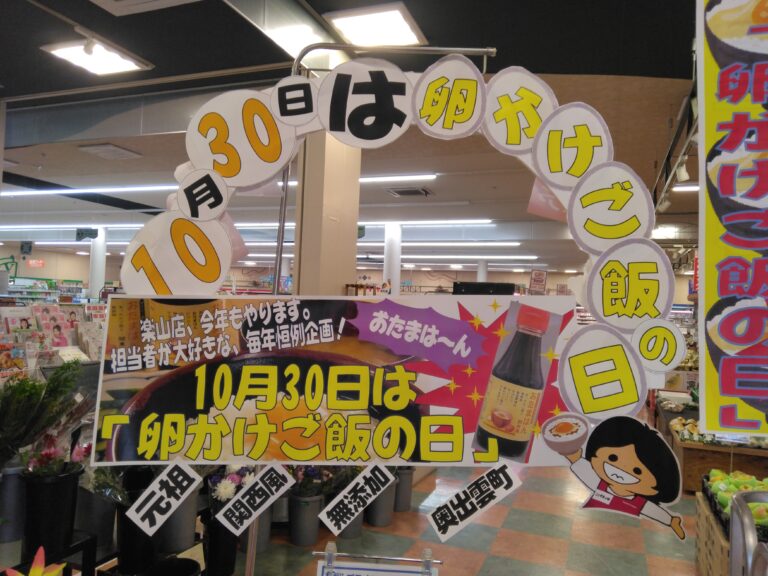 10月30日は卵かけご飯の日
楽山店、今年もやります。
担当者が大好きな、毎年恒例企画！
おたまは〜ん
10月30日は
「卵かけご飯の日」
元祖
関西風
無添加
奥出雲町
卵かけご飯の日」